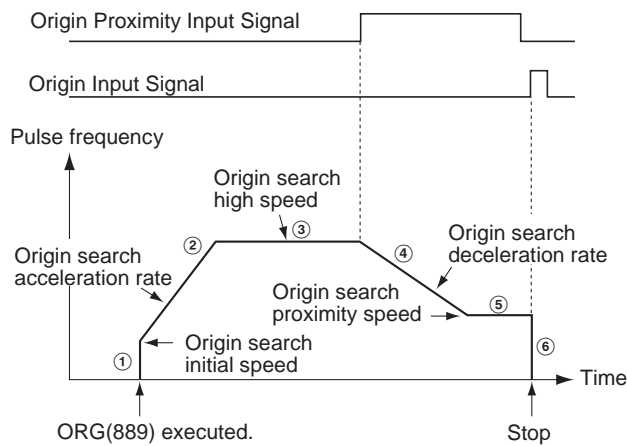 Origin Proximity Input Signal
Origin Input Signal
Pulse frequency
Origin search
high speed
②
③
④
Origin search
acceleration rate
Origin search
deceleration rate
Origin search
proximity speed
⑤
①
Origin search
initial speed
⑥
Time
ORG(889) executed.
Stop